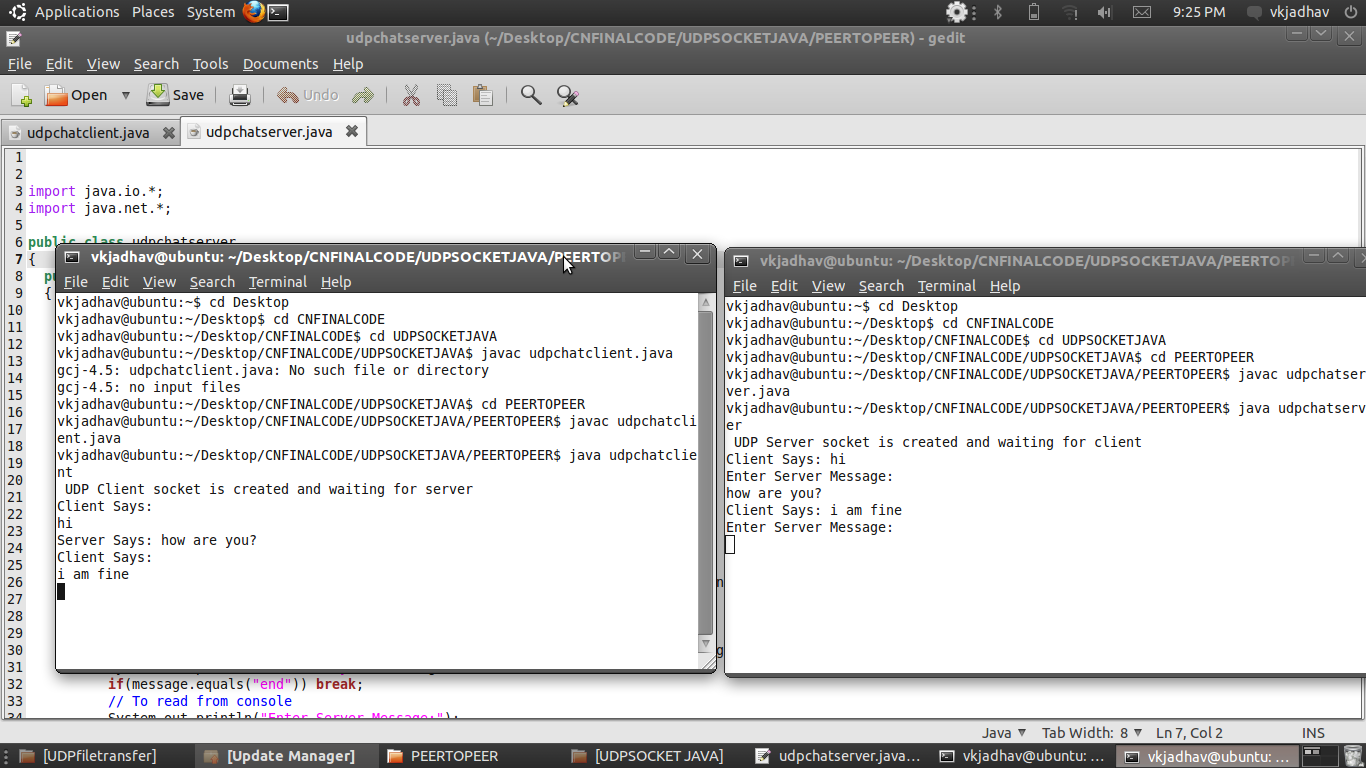 Applications Places System 9:25 PM vkjadhav
udpchatserver.java (~/Desktop/CNFINALCODE/UDPSOCKETJAVA/PEERTOPEER) - gedit
File Edit View Search Tools Documents Help
Open Save Undo
udpchatclient.java udpchatserver.java
1
2
3 import java.io.*;
4 import java.net.*;
5
6 public class udpchatserver
7 {
8
9 {
10
11
12
13
14
15
16
17
18
19
20
21
22
23
24
25
26
27
28
29
30
31
32 if(message.equals("end")) break;
33 // To read from console
34 System.out.println("Enter Server Message:");
vkjadhav@ubuntu: ~/Desktop/CNFINALCODE/UDPSOCKETJAVA/PEERTOP
File Edit View Search Terminal Help
vkjadhav@ubuntu:~$ cd Desktop
vkjadhav@ubuntu:~/Desktop$ cd CNFINALCODE
vkjadhav@ubuntu:~/Desktop/CNFINALCODE$ cd UDPSOCKETJAVA
vkjadhav@ubuntu:~/Desktop/CNFINALCODE/UDPSOCKETJAVA$ javac udpchatclient.java
gcj-4.5: udpchatclient.java: No such file or directory
gcj-4.5: no input files
vkjadhav@ubuntu:~/Desktop/CNFINALCODE/UDPSOCKETJAVA$ cd PEERTOPEER
vkjadhav@ubuntu:~/Desktop/CNFINALCODE/UDPSOCKETJAVA/PEERTOPEER$ javac udpchatcli
ent.java
vkjadhav@ubuntu:~/Desktop/CNFINALCODE/UDPSOCKETJAVA/PEERTOPEER$ java udpchatclie
nt
UDP Client socket is created and waiting for server
Client Says:
hi
Server Says: how are you?
Client Says:
i am fine
vkjadhav@ubuntu: ~/Desktop/CNFINALCODE/UDPSOCKETJAVA/PEERTOP
File Edit View Search Terminal Help
vkjadhav@ubuntu:~$ cd Desktop
vkjadhav@ubuntu:~/Desktop$ cd CNFINALCODE
vkjadhav@ubuntu:~/Desktop/CNFINALCODE$ cd UDPSOCKETJAVA
vkjadhav@ubuntu:~/Desktop/CNFINALCODE/UDPSOCKETJAVA$ cd PEERTOPEER
vkjadhav@ubuntu:~/Desktop/CNFINALCODE/UDPSOCKETJAVA/PEERTOPEER$ javac udpchatser
ver.java
vkjadhav@ubuntu:~/Desktop/CNFINALCODE/UDPSOCKETJAVA/PEERTOPEER$ java udpchatserv
er
UDP Server socket is created and waiting for client
Client Says: hi
Enter Server Message:
how are you?
Client Says: i am fine
Enter Server Message:
Java Tab Width: 8 Ln 7, Col 2 INS
[UDPfiletransfer] [Update Manager] PEERTOPEER [UDPSOCKET JAVA] udpchatserver.java... vkjadhav@ubuntu: ... vkjadhav@ubuntu: ...